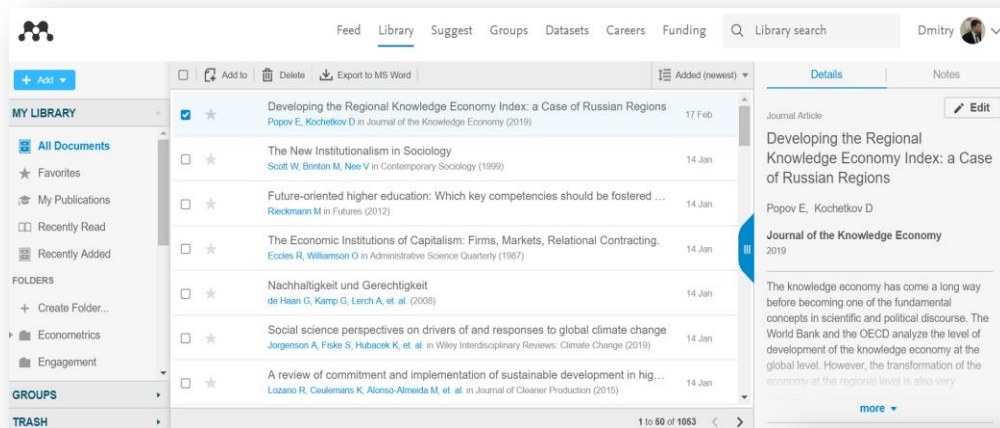 Feed Library Suggest Groups Datasets Careers Funding Library search Dmitry
+ Add
MY LIBRARY
All Documents
Favorites
My Publications
Recently Read
Recently Added
FOLDERS
+ Create Folder...
Econometrics
Engagement
GROUPS
TRASH
Add to Delete Export to MS Word Added (newest)
Developing the Regional Knowledge Economy Index: a Case of Russian Regions
Popov E, Kochetkov D in Journal of the Knowledge Economy (2019)
17 Feb
The New Institutionalism in Sociology
Scott W, Brinton M, Nee V in Contemporary Sociology (1999)
14 Jan
Future-oriented higher education: Which key competencies should be fostered ...
Rieckmann M in Futures (2012)
14 Jan
The Economic Institutions of Capitalism: Firms, Markets, Relational Contracting.
Eccles R, Williamson O in Administrative Science Quarterly (1987)
14 Jan
Nachhaltigkeit und Gerechtigkeit
de Haan G, Kamp G, Lerch A, et. al. (2008)
14 Jan
Social science perspectives on drivers of and responses to global climate change
Jorgenson A, Fiske S, Hubacek K, et. al. in Wiley Interdisciplinary Reviews: Climate Change (2019)
14 Jan
A review of commitment and implementation of sustainable development in hig...
Lozano R, Ceulemans K, Alonso-Almeida M, et. al. in Journal of Cleaner Production (2015)
14 Jan
1 to 50 of 1053
Details Notes
Edit
Journal Article
Developing the Regional
Knowledge Economy Index: a Case
of Russian Regions
Popov E, Kochetkov D
Journal of the Knowledge Economy
2019
The knowledge economy has come a long way
before becoming one of the fundamental
concepts in scientific and political discourse. The
World Bank and the OECD analyze the level of
development of the knowledge economy at the
global level. However, the transformation of the
economy at the regional level is also very
more